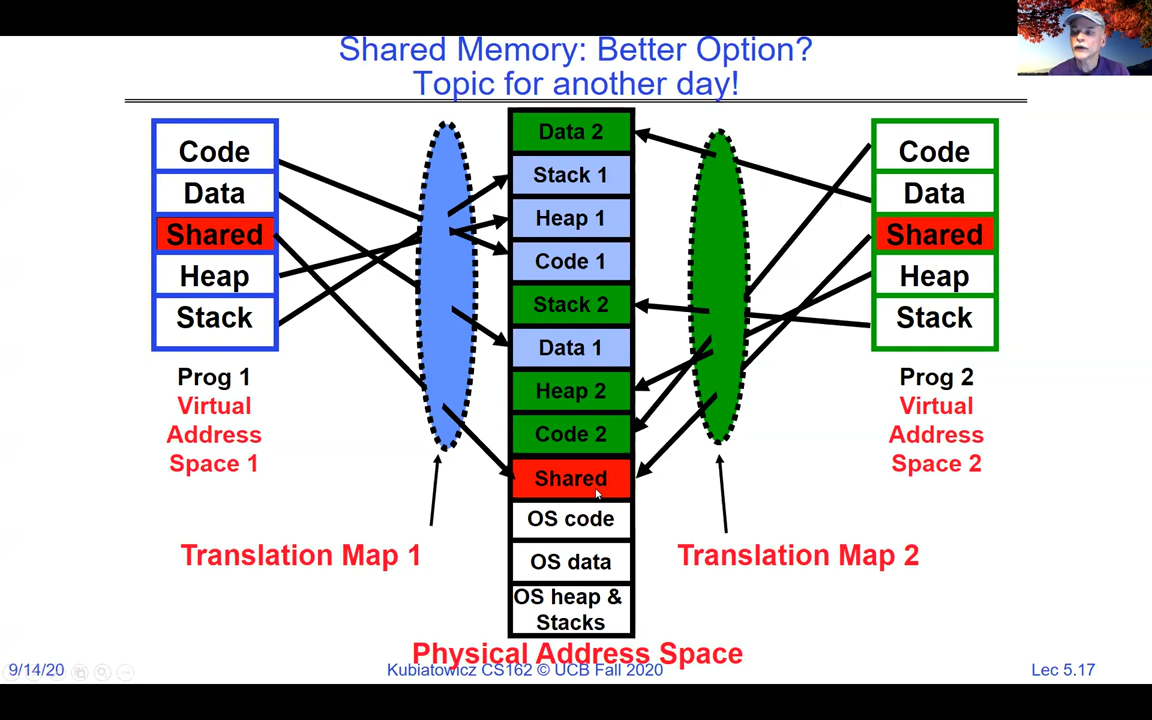 Shared Memory: Better Option?
Topic for another day!
Code
Data
Shared
Heap
Stack
Prog 1
Virtual
Address
Space 1
Data 2
Stack 1
Heap 1
Code 1
Stack 2
Data 1
Heap 2
Code 2
Shared
OS code
OS data
OS heap &
Stacks
Code
Data
Shared
Heap
Stack
Prog 2
Virtual
Address
Space 2
Translation Map 1
Translation Map 2
Physical Address Space
9/14/20
Kubiatowicz CS162 © UCB Fall 2020
Lec 5.17